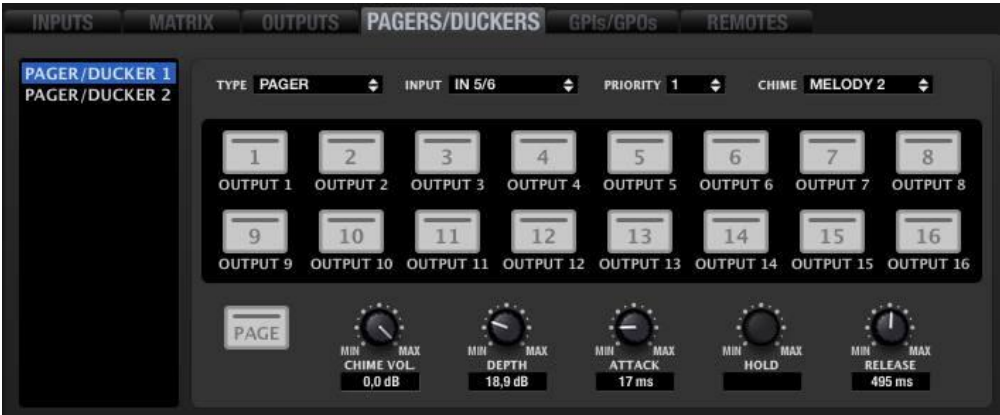 INPUTS MATRIX OUTPUTS PAGERS/DUCKERS GPIs/GPOs REMOTES
PAGER/DUCKER 1
PAGER/DUCKER 2
TYPE PAGER INPUT IN 5/6 PRIORITY 1 CHIME MELODY 2
1 2 3 4 5 6 7 8
OUTPUT 1 OUTPUT 2 OUTPUT 3 OUTPUT 4 OUTPUT 5 OUTPUT 6 OUTPUT 7 OUTPUT 8
9 10 11 12 13 14 15 16
OUTPUT 9 OUTPUT 10 OUTPUT 11 OUTPUT 12 OUTPUT 13 OUTPUT 14 OUTPUT 15 OUTPUT 16
PAGE
MIN MAX MIN MAX MIN MAX MIN MAX MIN MAX
CHIME VOL. DEPTH ATTACK HOLD RELEASE
0,0 dB 18,9 dB 17 ms 495 ms